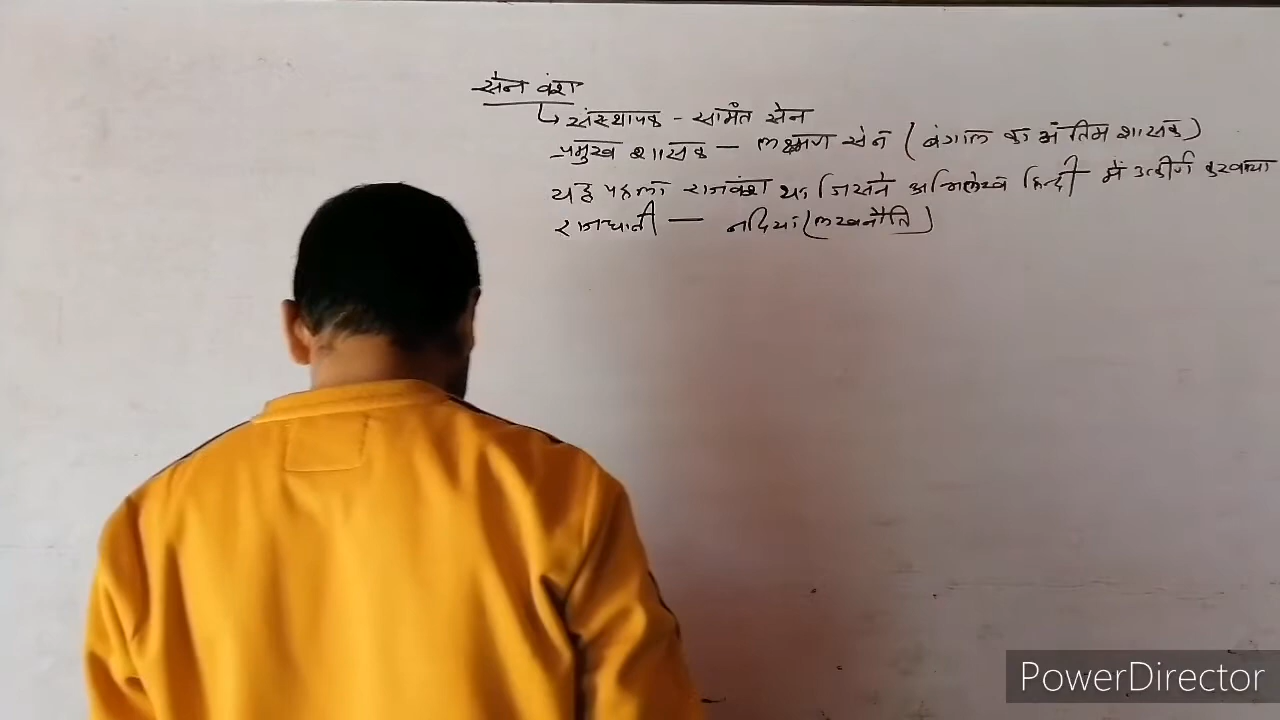 सेन वंश
↳ संस्थापक - सामंत सेन
प्रमुख शासक — लक्ष्मण सेन (बंगाल का अंतिम शासक)
यह पहला राजवंश था जिसने अभिलेख हिन्दी में उत्कीर्ण करवाया
राजधानी — नदिया (लखनौति)
PowerDirector